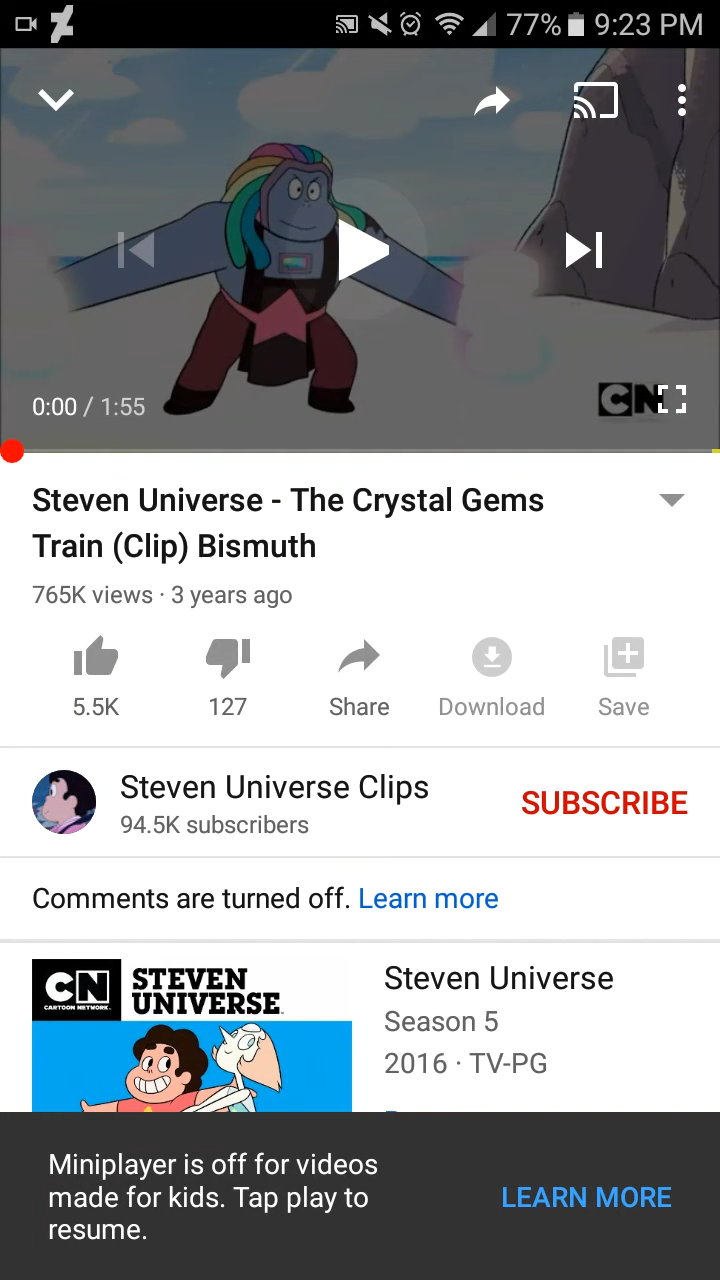 77% 9:23 PM
0:00 / 1:55
CN
Steven Universe - The Crystal Gems
Train (Clip) Bismuth
765K views · 3 years ago
5.5K 127 Share Download Save
Steven Universe Clips
94.5K subscribers
SUBSCRIBE
Comments are turned off. Learn more
CN
CARTOON NETWORK
STEVEN
UNIVERSE
Steven Universe
Season 5
2016 · TV-PG
Miniplayer is off for videos
made for kids. Tap play to
resume.
LEARN MORE